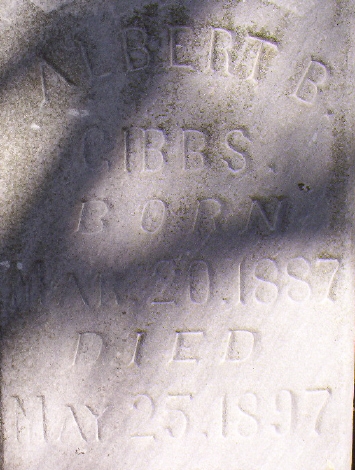 ALBERT B.
GIBBS.
BORN
MAR. 20, 1887
DIED
MAY 25, 1897